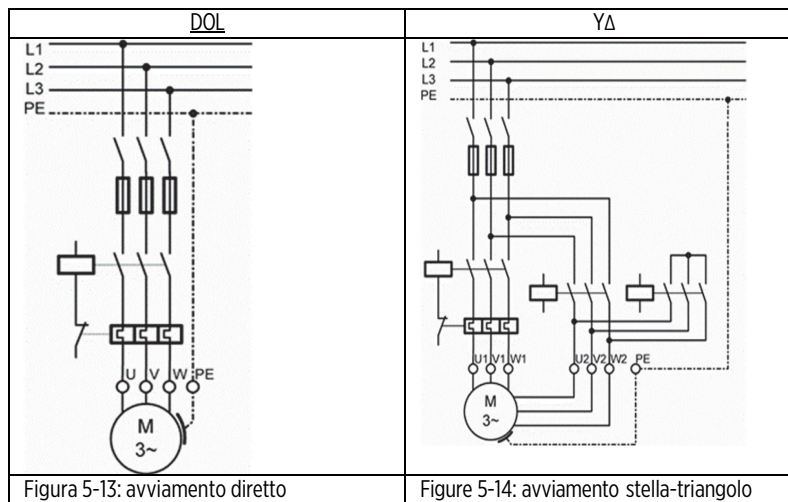 DOL
YΔ
L1
L2
L3
PE
U V W PE
M
3~
L1
L2
L3
PE
U1 V1 W1 U2 V2 W2 PE
M
3~
Figura 5-13: avviamento diretto
Figure 5-14: avviamento stella-triangolo